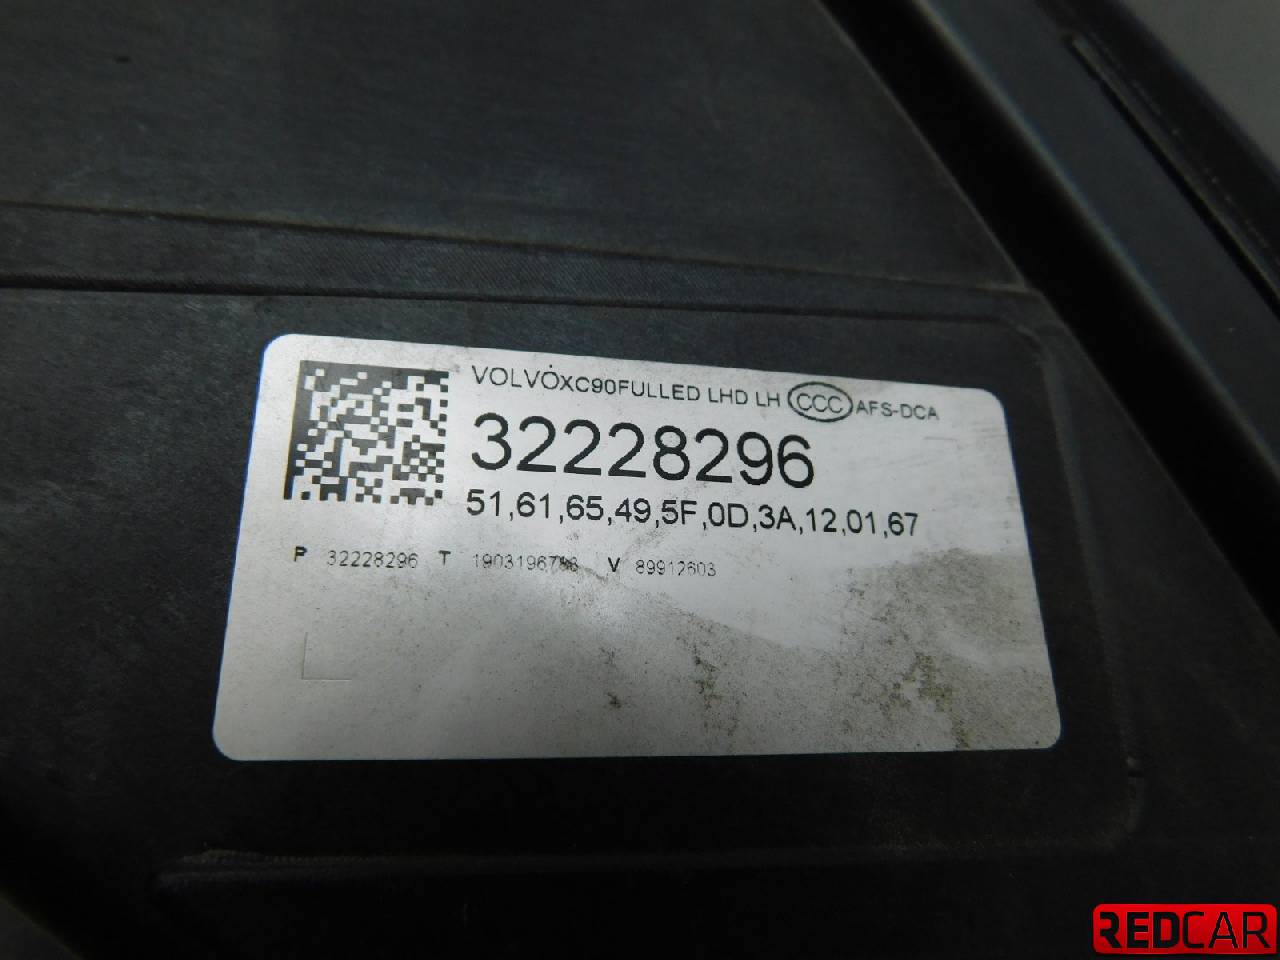 VOLVOXC90FULLED LHD LH CCC AFS-DCA
32228296
51,61,65,49,5F,0D,3A,12,01,67
P 32228296 T V 89912603
REDCAR